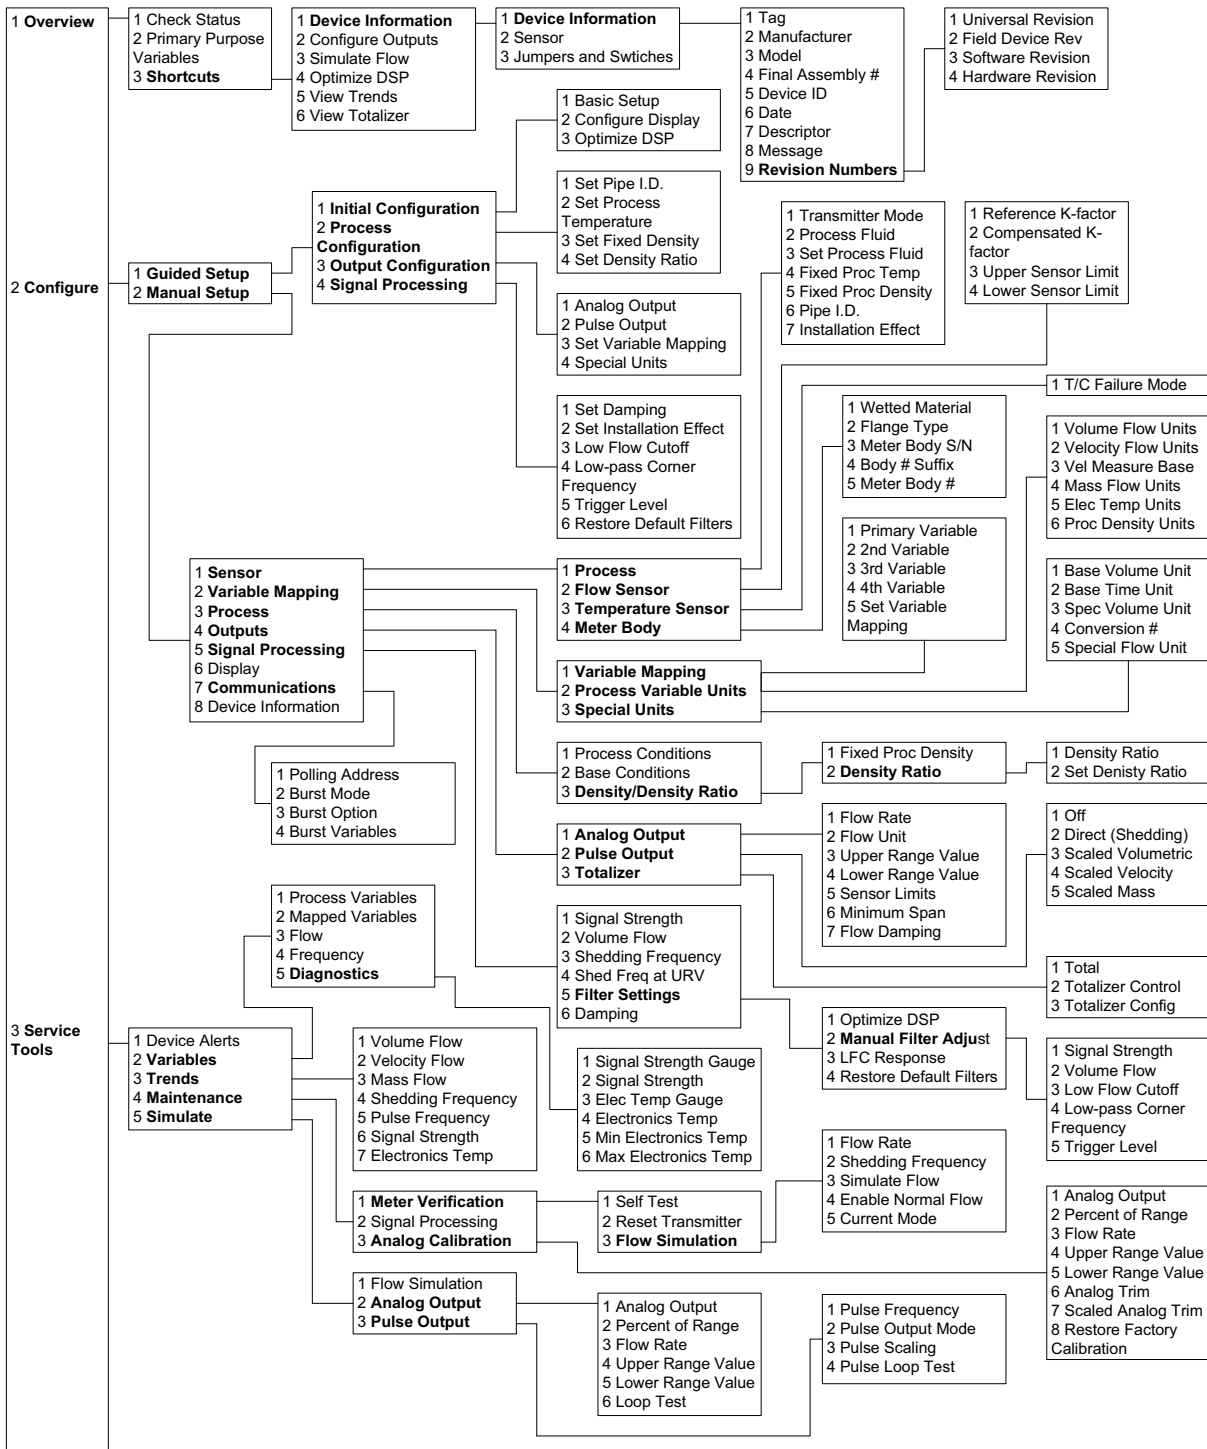 1 Overview
1 Check Status
2 Primary Purpose
Variables
3 Shortcuts
1 Device Information
2 Configure Outputs
3 Simulate Flow
4 Optimize DSP
5 View Trends
6 View Totalizer
1 Device Information
2 Sensor
3 Jumpers and Swtiches
1 Tag
2 Manufacturer
3 Model
4 Final Assembly #
5 Device ID
6 Date
7 Descriptor
8 Message
9 Revision Numbers
1 Universal Revision
2 Field Device Rev
3 Software Revision
4 Hardware Revision
2 Configure
1 Guided Setup
2 Manual Setup
1 Initial Configuration
2 Process
Configuration
3 Output Configuration
4 Signal Processing
1 Basic Setup
2 Configure Display
3 Optimize DSP
1 Set Pipe I.D.
2 Set Process
Temperature
3 Set Fixed Density
4 Set Density Ratio
1 Analog Output
2 Pulse Output
3 Set Variable Mapping
4 Special Units
1 Set Damping
2 Set Installation Effect
3 Low Flow Cutoff
4 Low-pass Corner
Frequency
5 Trigger Level
6 Restore Default Filters
1 Transmitter Mode
2 Process Fluid
3 Set Process Fluid
4 Fixed Proc Temp
5 Fixed Proc Density
6 Pipe I.D.
7 Installation Effect
1 Reference K-factor
2 Compensated K-
factor
3 Upper Sensor Limit
4 Lower Sensor Limit
1 T/C Failure Mode
1 Wetted Material
2 Flange Type
3 Meter Body S/N
4 Body # Suffix
5 Meter Body #
1 Volume Flow Units
2 Velocity Flow Units
3 Vel Measure Base
4 Mass Flow Units
5 Elec Temp Units
6 Proc Density Units
1 Primary Variable
2 2nd Variable
3 3rd Variable
4 4th Variable
5 Set Variable
Mapping
1 Base Volume Unit
2 Base Time Unit
3 Spec Volume Unit
4 Conversion #
5 Special Flow Unit
1 Sensor
2 Variable Mapping
3 Process
4 Outputs
5 Signal Processing
6 Display
7 Communications
8 Device Information
1 Process
2 Flow Sensor
3 Temperature Sensor
4 Meter Body
1 Variable Mapping
2 Process Variable Units
3 Special Units
1 Polling Address
2 Burst Mode
3 Burst Option
4 Burst Variables
1 Process Conditions
2 Base Conditions
3 Density/Density Ratio
1 Fixed Proc Density
2 Density Ratio
1 Density Ratio
2 Set Denisty Ratio
1 Analog Output
2 Pulse Output
3 Totalizer
1 Flow Rate
2 Flow Unit
3 Upper Range Value
4 Lower Range Value
5 Sensor Limits
6 Minimum Span
7 Flow Damping
1 Off
2 Direct (Shedding)
3 Scaled Volumetric
4 Scaled Velocity
5 Scaled Mass
1 Total
2 Totalizer Control
3 Totalizer Config
1 Signal Strength
2 Volume Flow
3 Shedding Frequency
4 Shed Freq at URV
5 Filter Settings
6 Damping
1 Optimize DSP
2 Manual Filter Adjust
3 LFC Response
4 Restore Default Filters
1 Signal Strength
2 Volume Flow
3 Low Flow Cutoff
4 Low-pass Corner
Frequency
5 Trigger Level
3 Service
Tools
1 Device Alerts
2 Variables
3 Trends
4 Maintenance
5 Simulate
1 Process Variables
2 Mapped Variables
3 Flow
4 Frequency
5 Diagnostics
1 Volume Flow
2 Velocity Flow
3 Mass Flow
4 Shedding Frequency
5 Pulse Frequency
6 Signal Strength
7 Electronics Temp
1 Signal Strength Gauge
2 Signal Strength
3 Elec Temp Gauge
4 Electronics Temp
5 Min Electronics Temp
6 Max Electronics Temp
1 Meter Verification
2 Signal Processing
3 Analog Calibration
1 Self Test
2 Reset Transmitter
3 Flow Simulation
1 Flow Rate
2 Shedding Frequency
3 Simulate Flow
4 Enable Normal Flow
5 Current Mode
1 Analog Output
2 Percent of Range
3 Flow Rate
4 Upper Range Value
5 Lower Range Value
6 Analog Trim
7 Scaled Analog Trim
8 Restore Factory
Calibration
1 Flow Simulation
2 Analog Output
3 Pulse Output
1 Analog Output
2 Percent of Range
3 Flow Rate
4 Upper Range Value
5 Lower Range Value
6 Loop Test
1 Pulse Frequency
2 Pulse Output Mode
3 Pulse Scaling
4 Pulse Loop Test